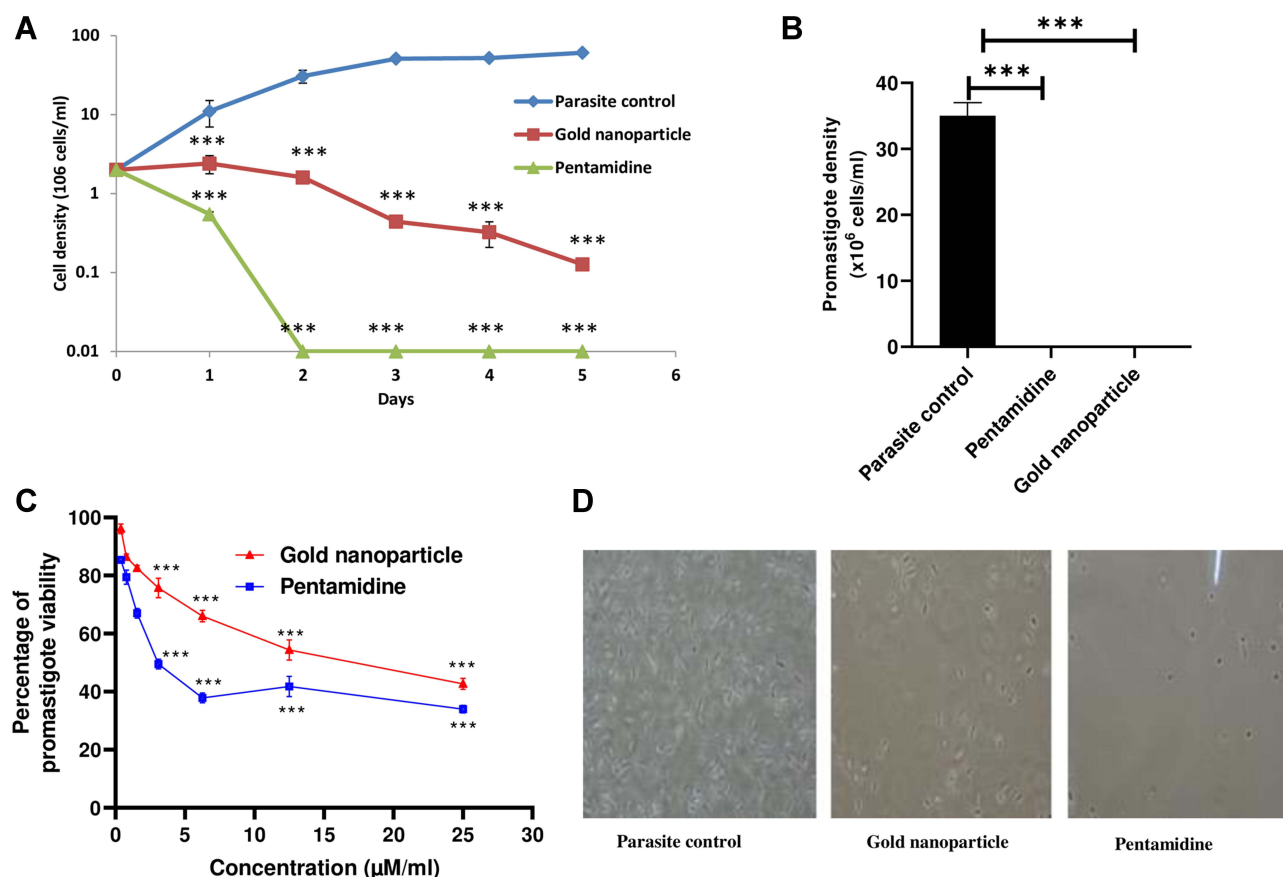 A
100
10
1
0.1
0.01
Cell density (106 cells/ml)
0 1 2 3 4 5 6
Days
Parasite control
Gold nanoparticle
Pentamidine
*** *** *** *** ***
*** *** *** *** ***
B
***
***
40
30
20
10
0
Promastigote density
(x10⁶ cells/ml)
Parasite control
Pentamidine
Gold nanoparticle
C
100
80
60
40
20
0
Percentage of
promastigote viability
Gold nanoparticle
Pentamidine
*** *** *** ***
*** *** *** ***
0 5 10 15 20 25 30
Concentration (µM/ml)
D
Parasite control
Gold nanoparticle
Pentamidine